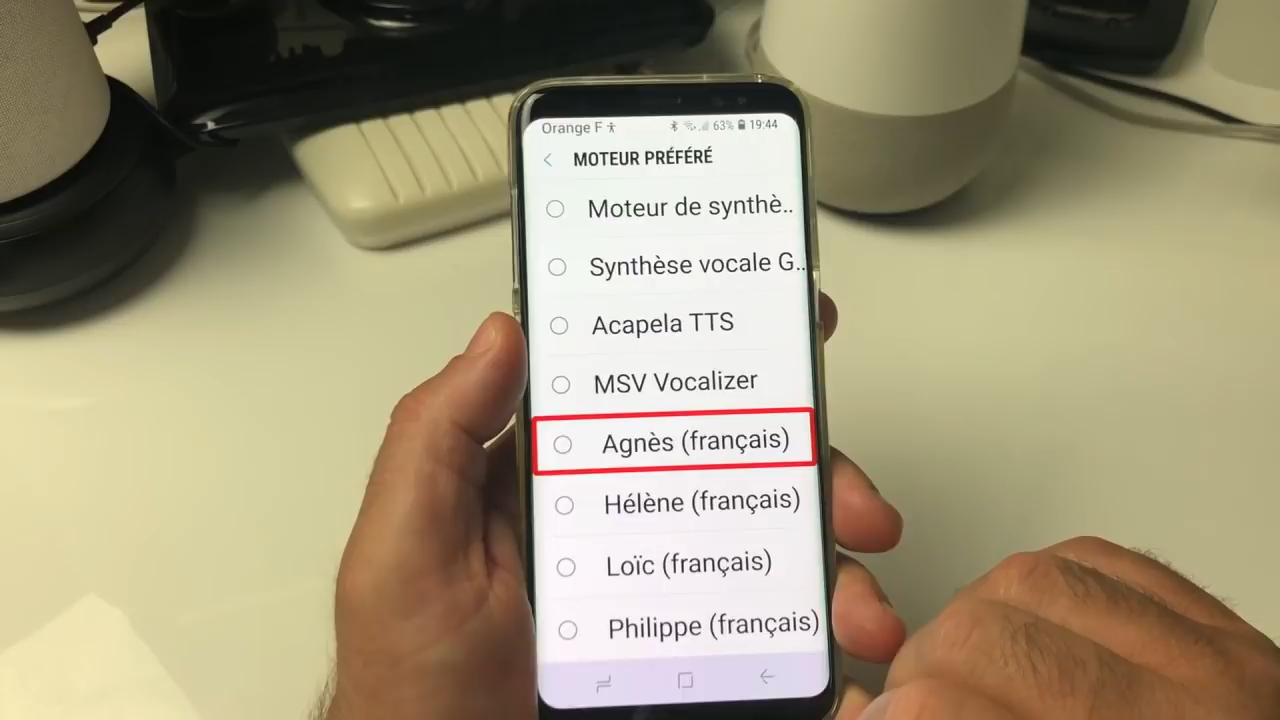 Orange F 63% 19:44
MOTEUR PRÉFÉRÉ
Moteur de synthè..
Synthèse vocale G..
Acapela TTS
MSV Vocalizer
Agnès (français)
Hélène (français)
Loïc (français)
Philippe (français)